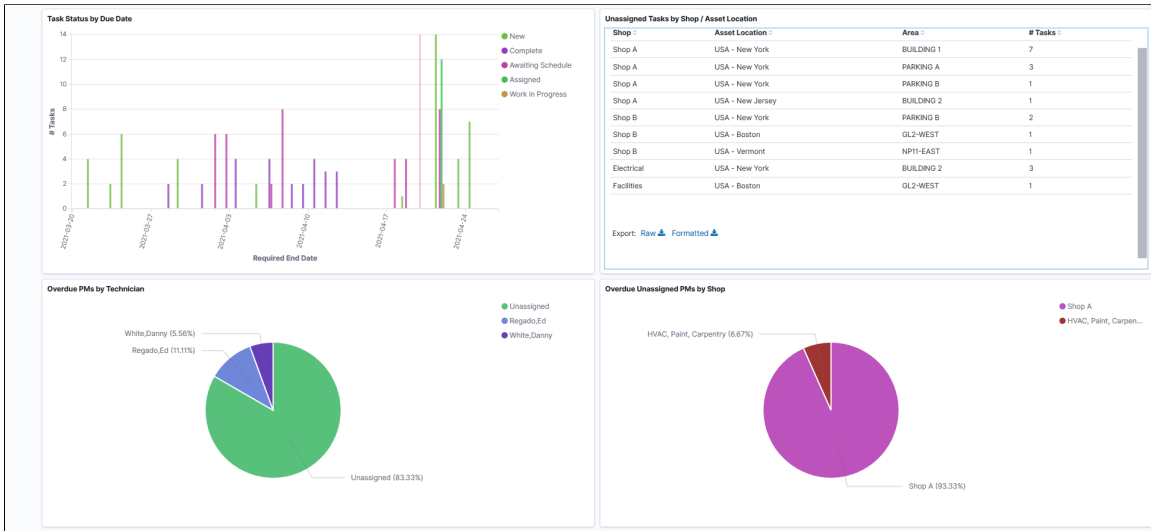 Task Status by Due Date
14
12
10
8
6
4
2
0
# Tasks
2021-03-20
2021-03-27
2021-04-03
2021-04-10
2021-04-17
2021-04-24
Required End Date
New
Complete
Awaiting Schedule
Assigned
Work in Progress
Unassigned Tasks by Shop / Asset Location
Shop Asset Location Area # Tasks
Shop A USA - New York BUILDING 1 7
Shop A USA - New York PARKING A 3
Shop A USA - New York PARKING B 1
Shop A USA - New Jersey BUILDING 2 1
Shop B USA - New York PARKING B 2
Shop B USA - Boston GL2-WEST 1
Shop B USA - Vermont NP11-EAST 1
Electrical USA - New York BUILDING 2 3
Facilities USA - Boston GL2-WEST 1
Export: Raw Formatted
Overdue PMs by Technician
Unassigned
Regado,Ed
White,Danny
White,Danny (5.56%)
Regado,Ed (11.11%)
Unassigned (83.33%)
Overdue Unassigned PMs by Shop
Shop A
HVAC, Paint, Carpen...
HVAC, Paint, Carpentry (6.67%)
Shop A (93.33%)